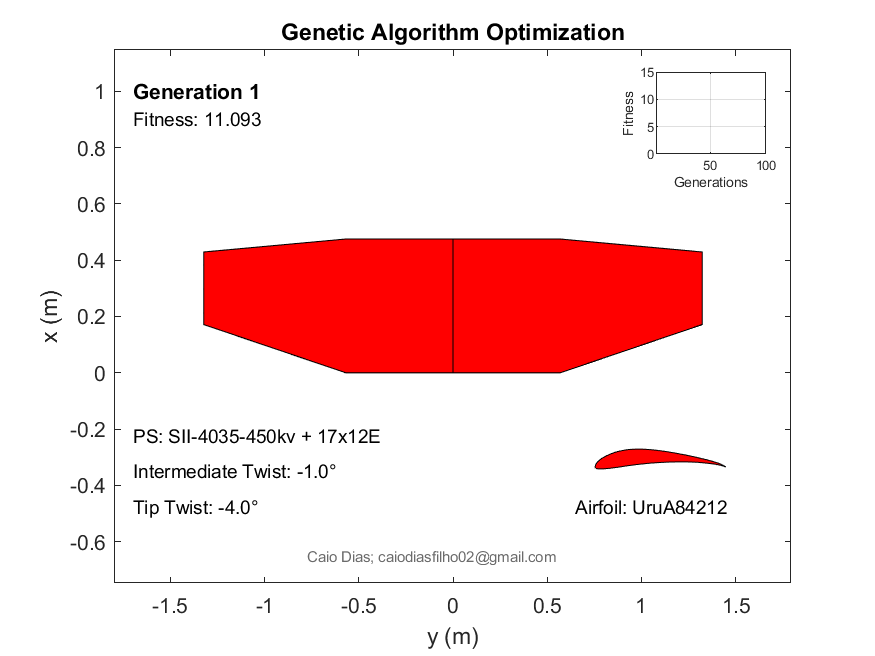 Genetic Algorithm Optimization
Generation 1
Fitness: 11.093
15
10
5
0
50
100
Fitness
Generations
1
0.8
0.6
0.4
0.2
0
-0.2
-0.4
-0.6
x (m)
PS: SII-4035-450kv + 17x12E
Intermediate Twist: -1.0°
Tip Twist: -4.0°
Airfoil: UruA84212
Caio Dias; caiodiasfilho02@gmail.com
-1.5
-1
-0.5
0
0.5
1
1.5
y (m)